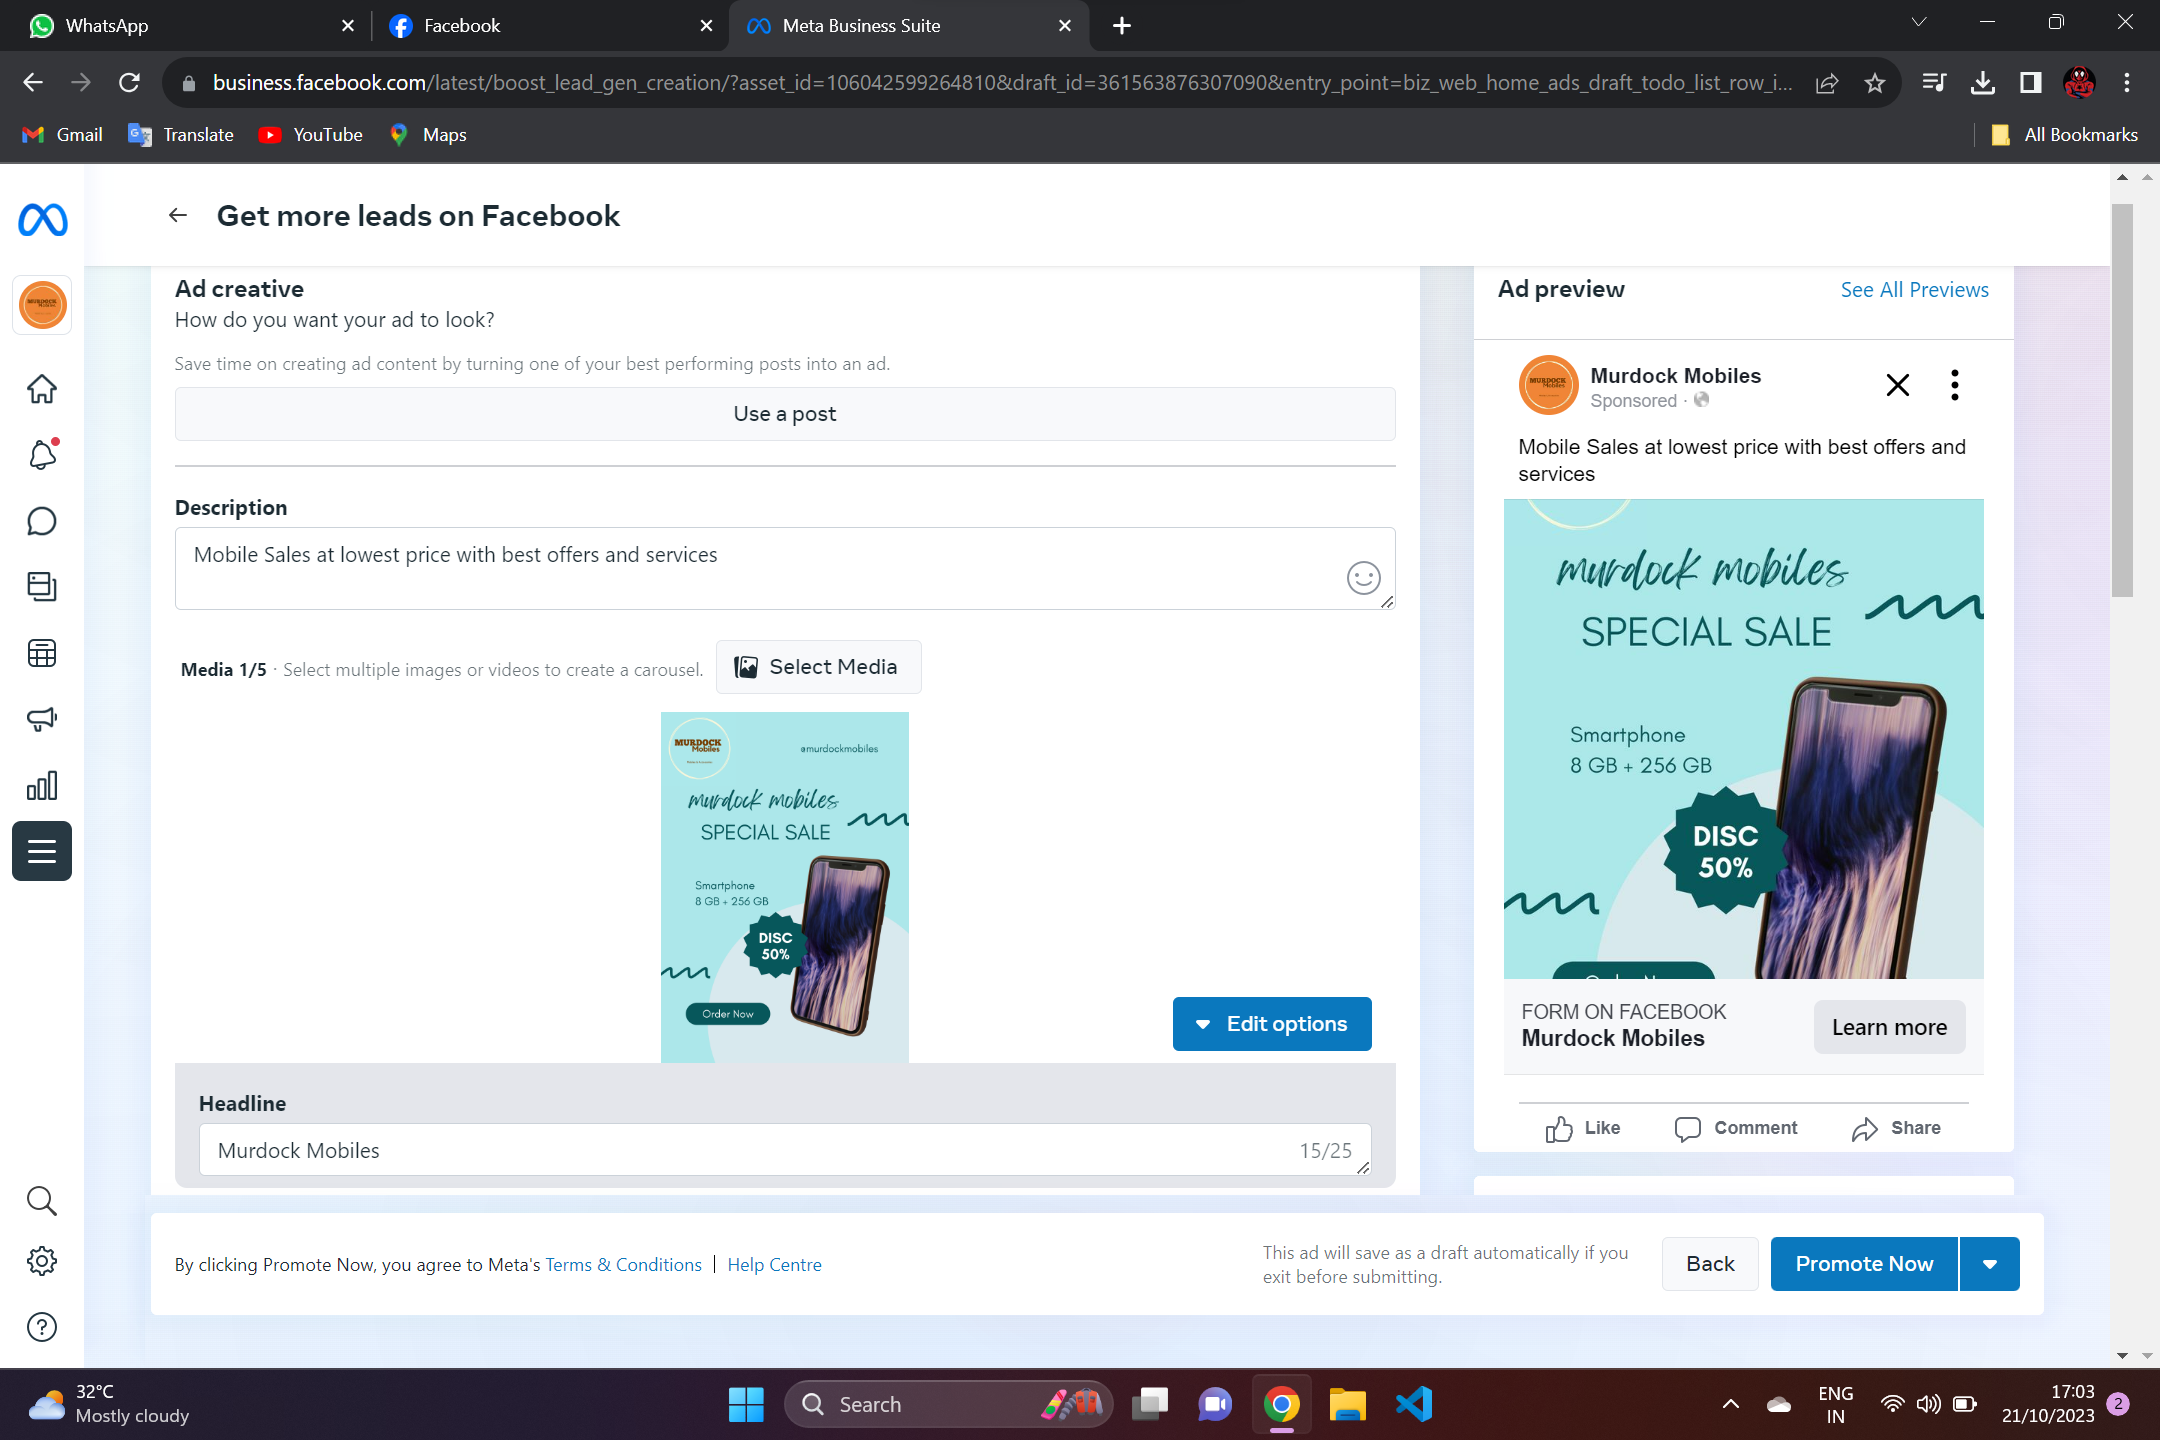 WhatsApp
Facebook
Meta Business Suite
business.facebook.com/latest/boost_lead_gen_creation/?asset_id=106042599264810&draft_id=3615638763070​90&entry_point=biz_web_home_ads_draft_todo_list_row_i...
Gmail
Translate
YouTube
Maps
All Bookmarks
Get more leads on Facebook
Ad creative
How do you want your ad to look?
Save time on creating ad content by turning one of your best performing posts into an ad.
Use a post
Description
Mobile Sales at lowest price with best offers and services
Media 1/5 · Select multiple images or videos to create a carousel.
Select Media
MURDOCK
Mobiles
@murdockmobiles
murdock mobiles
SPECIAL SALE
Smartphone
8 GB + 256 GB
DISC
50%
Order Now
Edit options
Headline
Murdock Mobiles
15/25
Ad preview
See All Previews
MURDOCK
Mobiles
Murdock Mobiles
Sponsored ·
Mobile Sales at lowest price with best offers and
services
murdock mobiles
SPECIAL SALE
Smartphone
8 GB + 256 GB
DISC
50%
FORM ON FACEBOOK
Murdock Mobiles
Learn more
Like
Comment
Share
By clicking Promote Now, you agree to Meta's Terms & Conditions | Help Centre
This ad will save as a draft automatically if you
exit before submitting.
Back
Promote Now
32°C
Mostly cloudy
Search
ENG
IN
17:03
21/10/2023
2